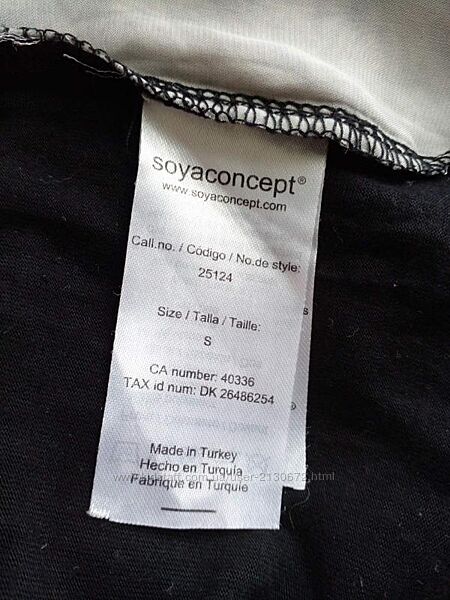 soyaconcept®
www.soyaconcept.com
Call.no. / Código / No.de style:
25124
Size / Talla / Taille:
S
CA number: 40336
TAX id num: DK 26486254
Made in Turkey
Hecho en Turquía
Fabrique en Turquie